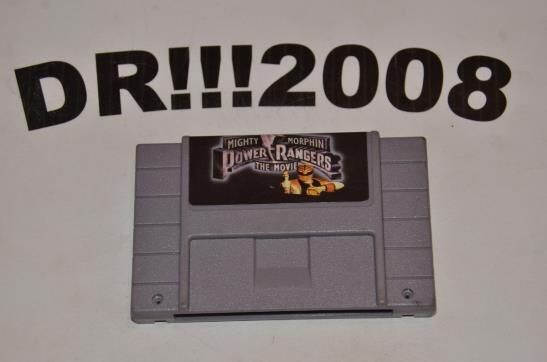 DR!!!2008
MIGHTY MORPHIN
POWER RANGERS
THE MOVIE